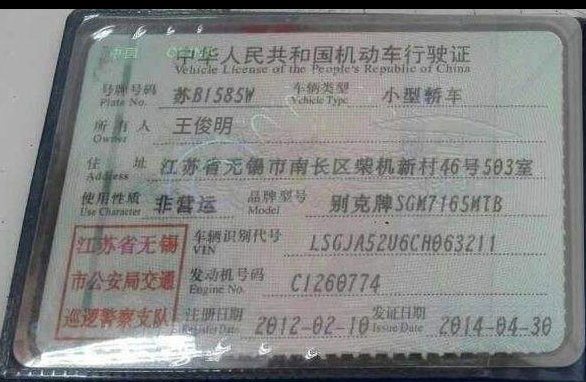 中华人民共和国机动车行驶证
Vehicle License of the People's Republic of China
号牌号码 苏B1585W 车辆类型 小型轿车
Plate No. Vehicle Type
所有人 王俊明
Owner
住址 江苏省无锡市南长区柴机新村46号503室
Address
使用性质 非营运 品牌型号 别克牌SGM7165MTB
Use Character Model
江苏省无锡
市公安局交通
巡逻警察支队
车辆识别代号 LSGJA52U6CH063211
VIN
发动机号码 C1260774
Engine No.
注册日期 2012-02-10 发证日期 2014-04-30
Register Date Issue Date